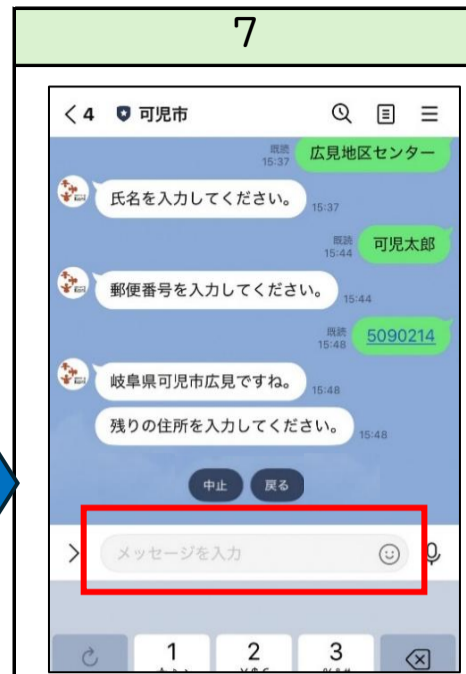 7
4 可児市
既読
15:37
広見地区センター
氏名を入力してください。
15:37
既読
15:44
可児太郎
郵便番号を入力してください。
15:44
既読
15:48
5090214
岐阜県可児市広見ですね。
15:48
残りの住所を入力してください。
15:48
中止 戻る
メッセージを入力
1 2 3